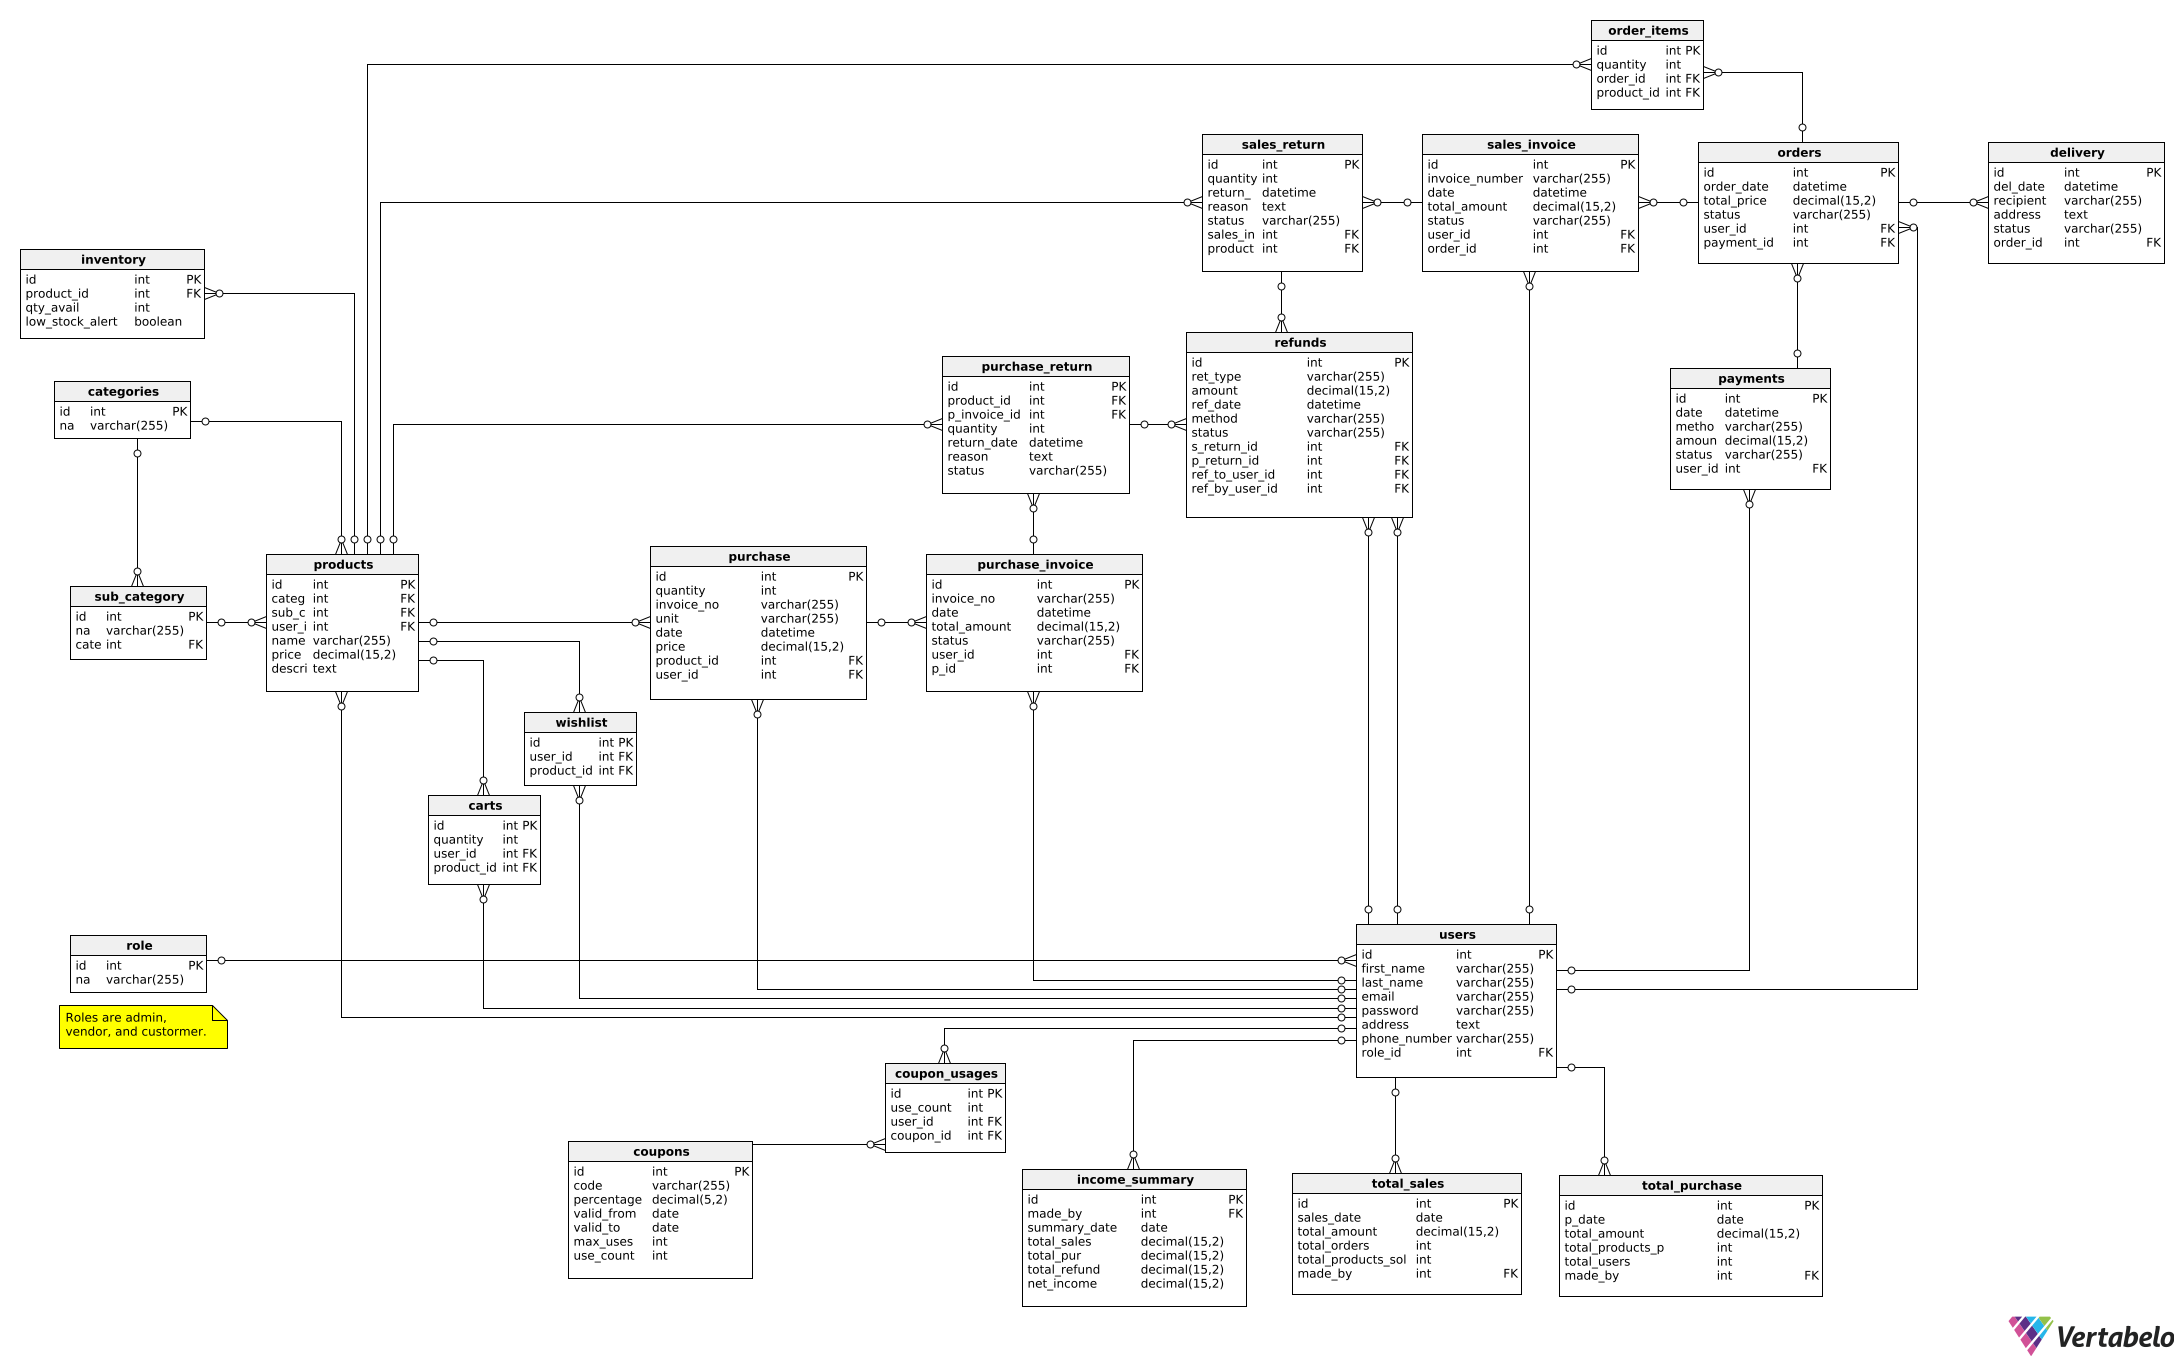 order_items
id int PK
quantity int
order_id int FK
product_id int FK
sales_return
id int PK
quantity int
return_ datetime
reason text
status varchar(255)
sales_in int FK
product int FK
sales_invoice
id int PK
invoice_number varchar(255)
date datetime
total_amount decimal(15,2)
status varchar(255)
user_id int FK
order_id int FK
orders
id int PK
order_date datetime
total_price decimal(15,2)
status varchar(255)
user_id int FK
payment_id int FK
delivery
id int PK
del_date datetime
recipient varchar(255)
address text
status varchar(255)
order_id int FK
inventory
id int PK
product_id int FK
qty_avail int
low_stock_alert boolean
refunds
id int PK
ret_type varchar(255)
amount decimal(15,2)
ref_date datetime
method varchar(255)
status varchar(255)
s_return_id int FK
p_return_id int FK
ref_to_user_id int FK
ref_by_user_id int FK
purchase_return
id int PK
product_id int FK
p_invoice_id int FK
quantity int
return_date datetime
reason text
status varchar(255)
payments
id int PK
date datetime
metho varchar(255)
amoun decimal(15,2)
status varchar(255)
user_id int FK
categories
id int PK
na varchar(255)
sub_category
id int PK
na varchar(255)
cate int FK
products
id int PK
categ int FK
sub_c int FK
user_i int FK
name varchar(255)
price decimal(15,2)
descri text
purchase
id int PK
quantity int
invoice_no varchar(255)
unit varchar(255)
date datetime
price decimal(15,2)
product_id int FK
user_id int FK
purchase_invoice
id int PK
invoice_no varchar(255)
date datetime
total_amount decimal(15,2)
status varchar(255)
user_id int FK
p_id int FK
wishlist
id int PK
user_id int FK
product_id int FK
carts
id int PK
quantity int
user_id int FK
product_id int FK
role
id int PK
na varchar(255)
Roles are admin,
vendor, and custormer.
users
id int PK
first_name varchar(255)
last_name varchar(255)
email varchar(255)
password varchar(255)
address text
phone_number varchar(255)
role_id int FK
coupon_usages
id int PK
use_count int
user_id int FK
coupon_id int FK
coupons
id int PK
code varchar(255)
percentage decimal(5,2)
valid_from date
valid_to date
max_uses int
use_count int
income_summary
id int PK
made_by int FK
summary_date date
total_sales decimal(15,2)
total_pur decimal(15,2)
total_refund decimal(15,2)
net_income decimal(15,2)
total_sales
id int PK
sales_date date
total_amount decimal(15,2)
total_orders int
total_products_sol int
made_by int FK
total_purchase
id int PK
p_date date
total_amount decimal(15,2)
total_products_p int
total_users int
made_by int FK
Vertabelo